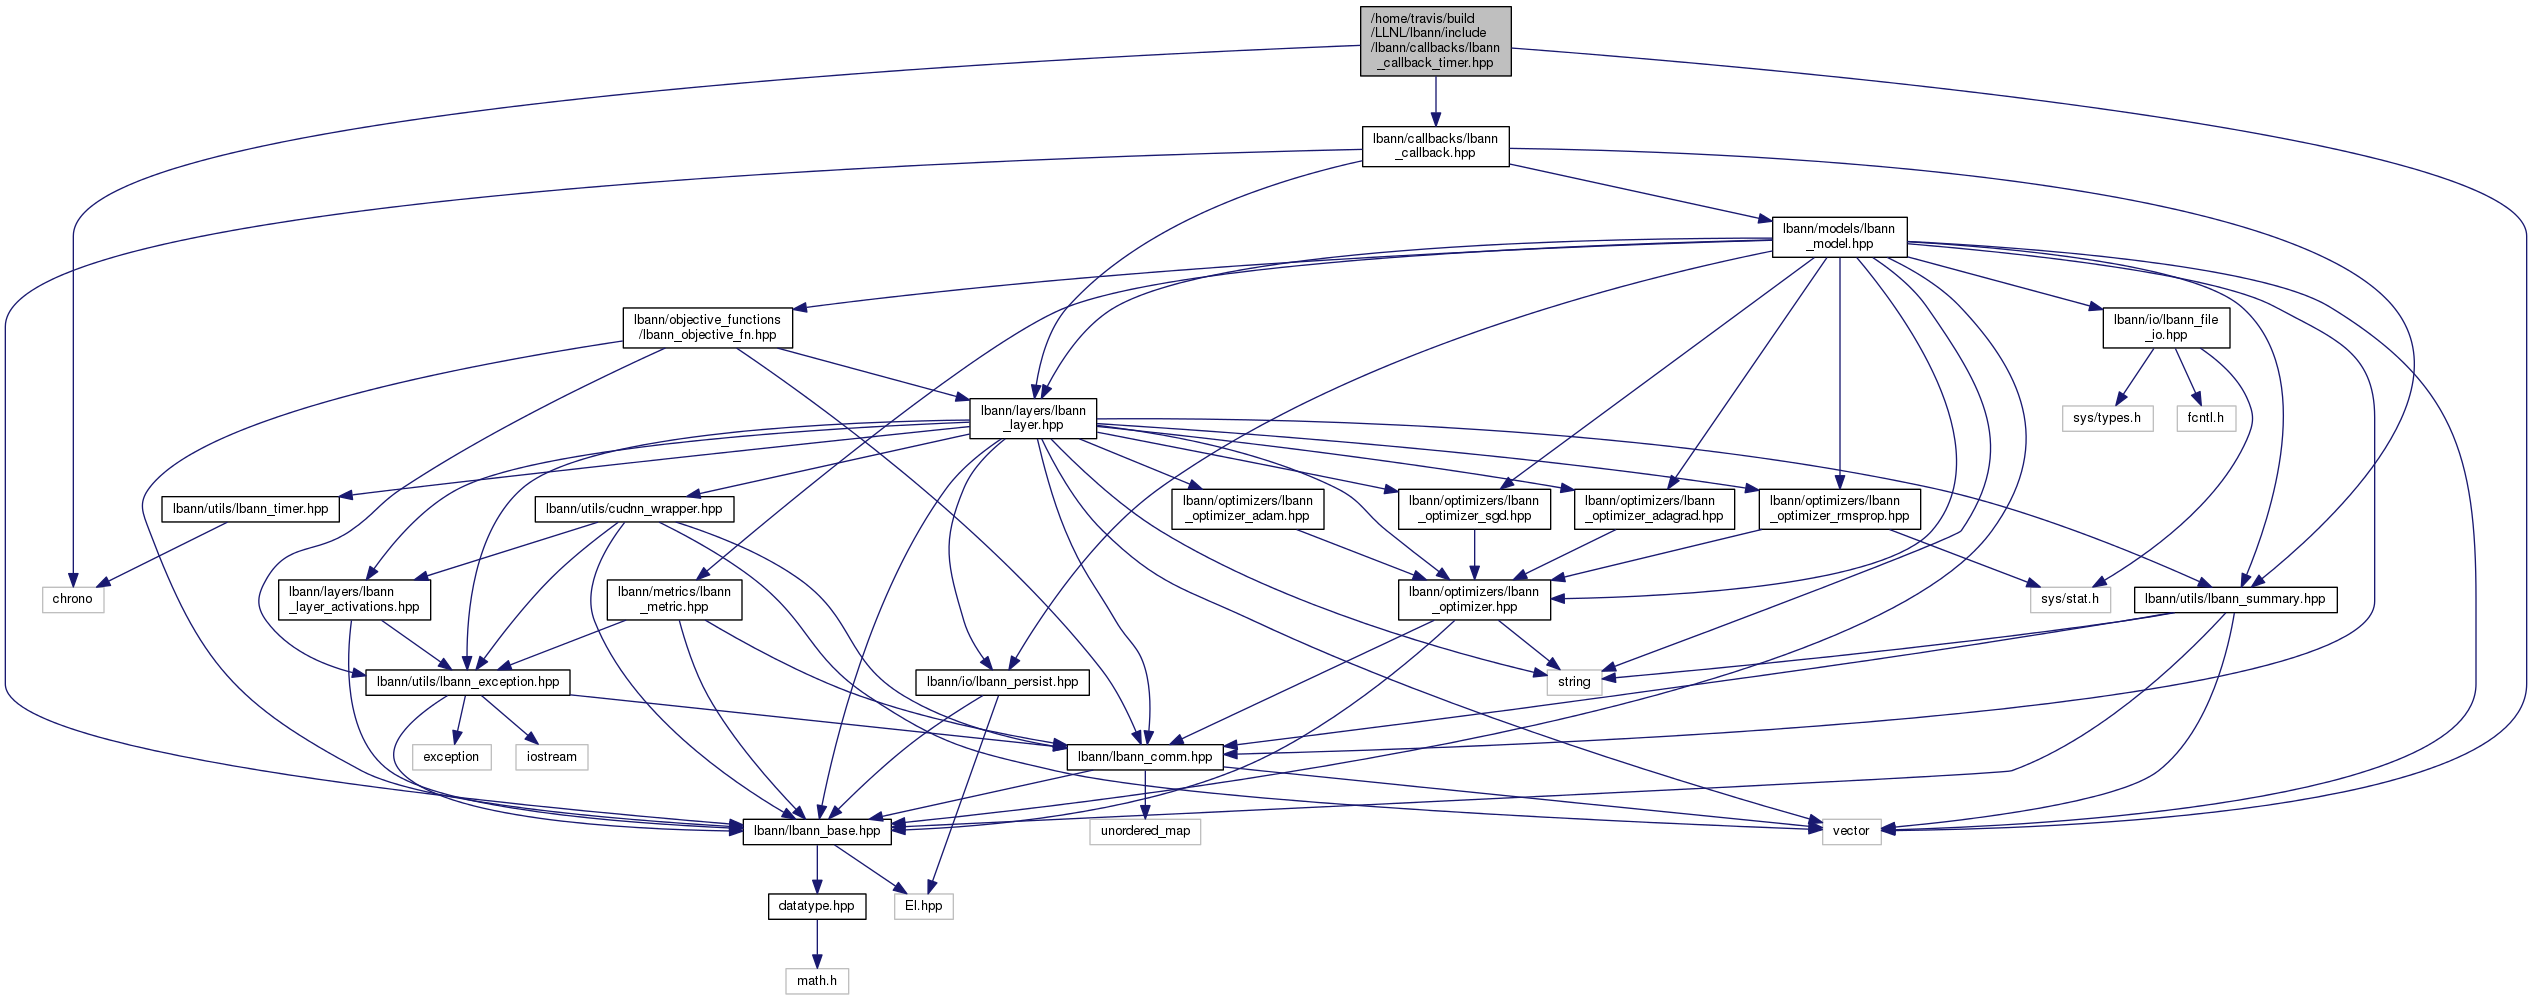 /home/travis/build
/LLNL/lbann/include
/lbann/callbacks/lbann
_callback_timer.hpp
lbann/callbacks/lbann
_callback.hpp
lbann/models/lbann
_model.hpp
lbann/objective_functions
/lbann_objective_fn.hpp
lbann/io/lbann_file
_io.hpp
lbann/layers/lbann
_layer.hpp
sys/types.h
fcntl.h
lbann/utils/lbann_timer.hpp
lbann/utils/cudnn_wrapper.hpp
lbann/optimizers/lbann
_optimizer_adam.hpp
lbann/optimizers/lbann
_optimizer_sgd.hpp
lbann/optimizers/lbann
_optimizer_adagrad.hpp
lbann/optimizers/lbann
_optimizer_rmsprop.hpp
chrono
lbann/layers/lbann
_layer_activations.hpp
lbann/metrics/lbann
_metric.hpp
lbann/optimizers/lbann
_optimizer.hpp
sys/stat.h
lbann/utils/lbann_summary.hpp
lbann/utils/lbann_exception.hpp
lbann/io/lbann_persist.hpp
string
exception
iostream
lbann/lbann_comm.hpp
lbann/lbann_base.hpp
unordered_map
vector
datatype.hpp
El.hpp
math.h